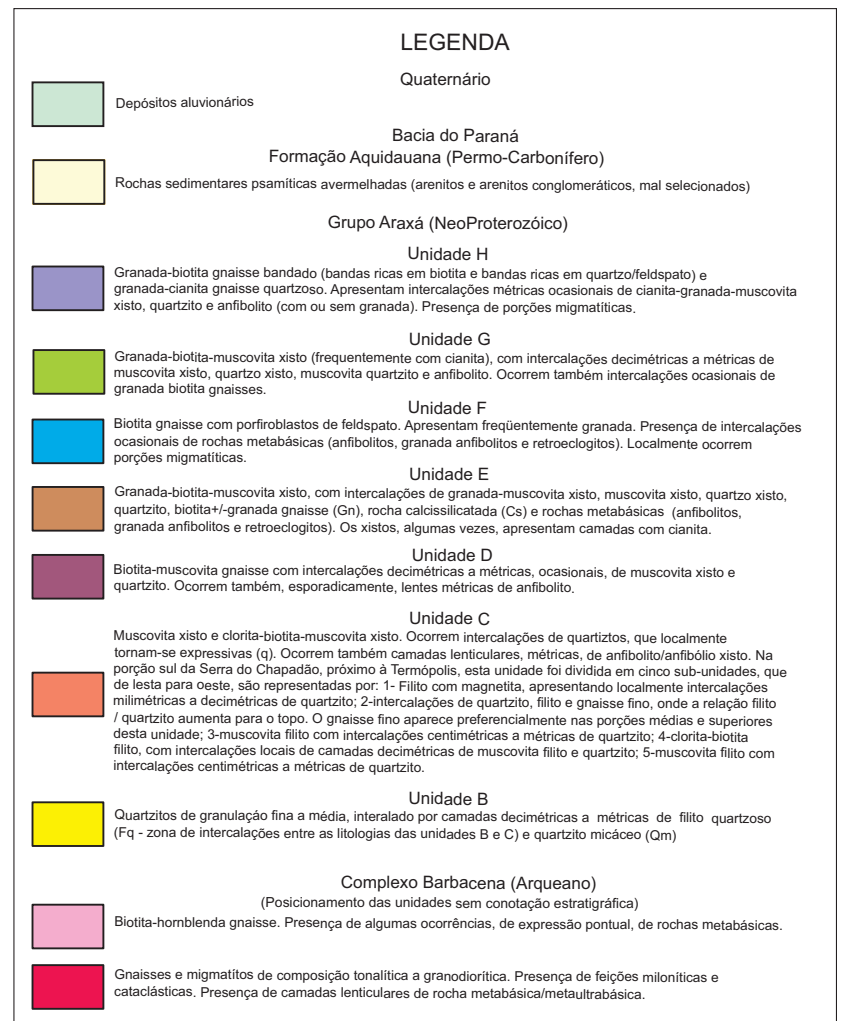 LEGENDA
Quaternário
Depósitos aluvionários
Bacia do Paraná
Formação Aquidauana (Permo-Carbonífero)
Rochas sedimentares psamíticas avermelhadas (arenitos e arenitos conglomeráticos, mal selecionados)
Grupo Araxá (NeoProterozóico)
Unidade H
Granada-biotita gnaisse bandado (bandas ricas em biotita e bandas ricas em quartzo/feldspato) e
granada-cianita gnaisse quartzoso. Apresentam intercalações métricas ocasionais de cianita-granada-muscovita
xisto, quartzito e anfibolito (com ou sem granada). Presença de porções migmatíticas.
Unidade G
Granada-biotita-muscovita xisto (frequentemente com cianita), com intercalações decimétricas a métricas de
muscovita xisto, quartzo xisto, muscovita quartzito e anfibolito. Ocorrem também intercalações ocasionais de
granada biotita gnaisses.
Unidade F
Biotita gnaisse com porfiroblastos de feldspato. Apresentam freqüentemente granada. Presença de intercalações
ocasionais de rochas metabásicas (anfibolitos, granada anfibolitos e retroeclogitos). Localmente ocorrem
porções migmatíticas.
Unidade E
Granada-biotita-muscovita xisto, com intercalações de granada-muscovita xisto, muscovita xisto, quartzo xisto,
quartzito, biotita+/-granada gnaisse (Gn), rocha calcissilicatada (Cs) e rochas metabásicas (anfibolitos,
granada anfibolitos e retroeclogitos). Os xistos, algumas vezes, apresentam camadas com cianita.
Unidade D
Biotita-muscovita gnaisse com intercalações decimétricas a métricas, ocasionais, de muscovita xisto e
quartzito. Ocorrem também, esporadicamente, lentes métricas de anfibolito.
Unidade C
Muscovita xisto e clorita-biotita-muscovita xisto. Ocorrem intercalações de quartiztos, que localmente
tornam-se expressivas (q). Ocorrem também camadas lenticulares, métricas, de anfibolito/anfibólio xisto. Na
porção sul da Serra do Chapadão, próximo à Termópolis, esta unidade foi dividida em cinco sub-unidades, que
de lesta para oeste, são representadas por: 1- Filito com magnetita, apresentando localmente intercalações
milimétricas a decimétricas de quartzito; 2-intercalações de quartzito, filito e gnaisse fino, onde a relação filito
/ quartzito aumenta para o topo. O gnaisse fino aparece preferencialmente nas porções médias e superiores
desta unidade; 3-muscovita filito com intercalações centimétricas a métricas de quartzito; 4-clorita-biotita
filito, com intercalações locais de camadas decimétricas de muscovita filito e quartzito; 5-muscovita filito com
intercalações centimétricas a métricas de quartzito.
Unidade B
Quartzitos de granulaçáo fina a média, interalado por camadas decimétricas a métricas de filito quartzoso
(Fq - zona de intercalações entre as litologias das unidades B e C) e quartzito micáceo (Qm)
Complexo Barbacena (Arqueano)
(Posicionamento das unidades sem conotação estratigráfica)
Biotita-hornblenda gnaisse. Presença de algumas ocorrências, de expressão pontual, de rochas metabásicas.
Gnaisses e migmatítos de composição tonalítica a granodiorítica. Presença de feições miloníticas e
cataclásticas. Presença de camadas lenticulares de rocha metabásica/metaultrabásica.